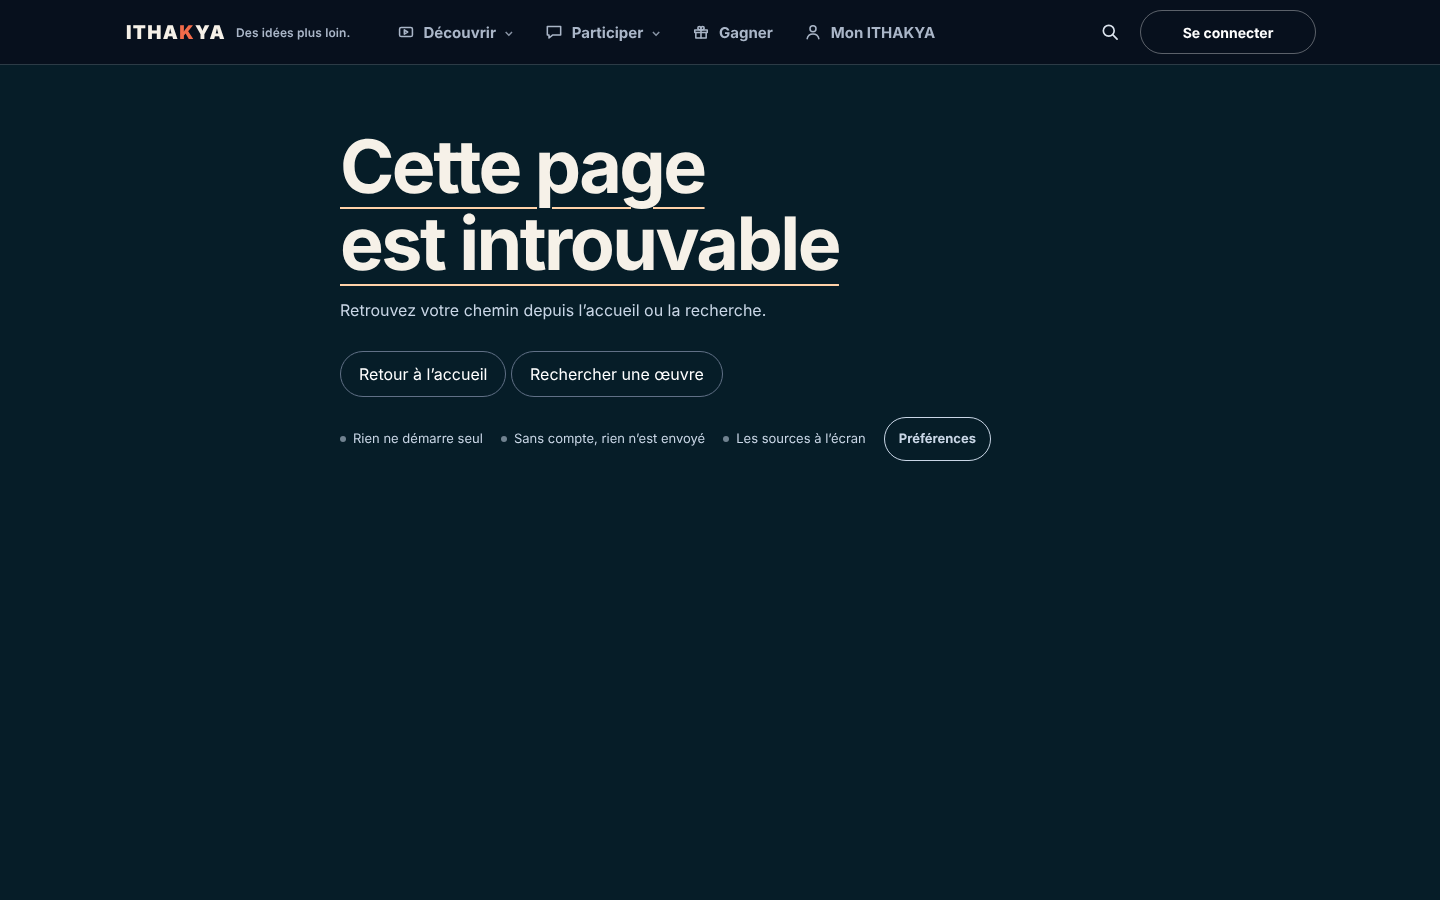 ITHAKYA Des idées plus loin. Découvrir Participer Gagner Mon ITHAKYA Se connecter
Cette page
est introuvable
Retrouvez votre chemin depuis l’accueil ou la recherche.
Retour à l’accueil Rechercher une œuvre
Rien ne démarre seul Sans compte, rien n’est envoyé Les sources à l’écran Préférences